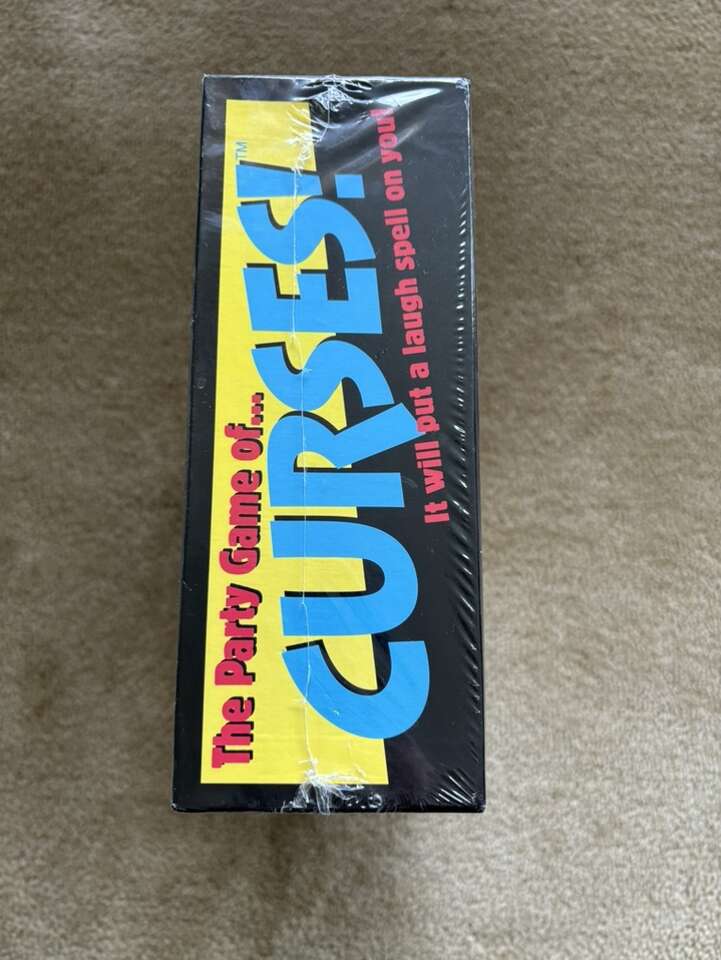 The Party Game of...
CURSES!™
It will put a laugh spell on you!